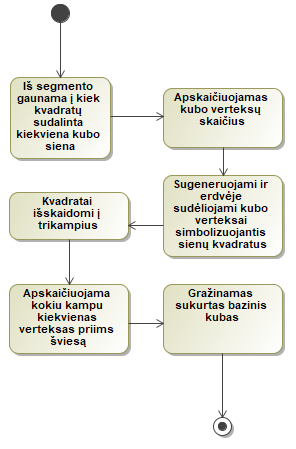 Iš segmento
gaunama į kiek
kvadratų
sudalinta
kiekviena kubo
siena
Apskaičiuojamas
kubo verteksų
skaičius
Sugeneruojami ir
erdvėje
sudėliojami kubo
verteksai
simbolizuojantis
sienų kvadratus
Kvadratai
išskaidomi į
trikampius
Apskaičiuojama
kokiu kampu
kiekvienas
verteksas priims
šviesą
Gražinamas
sukurtas bazinis
kubas